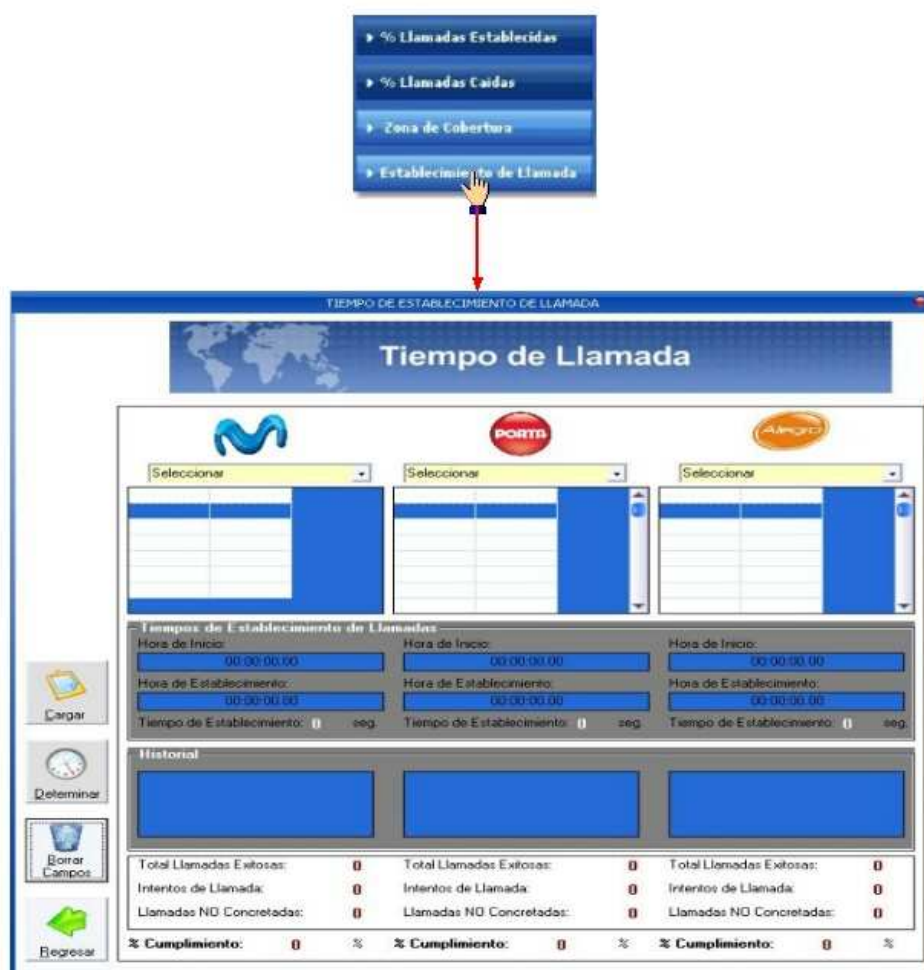 % Llamadas Establecidas
% Llamadas Caidas
Zona de Cobertura
Establecimiento de Llamada
TIEMPO DE ESTABLECIMIENTO DE LLAMADA
Tiempo de Llamada
PORTA Alegro
Seleccionar Seleccionar Seleccionar
Tiempos de Establecimiento de Llamadas
Hora de Inicio: Hora de Inicio: Hora de Inicio:
00:00:00.00 00:00:00.00 00:00:00.00
Hora de Establecimiento: Hora de Establecimiento: Hora de Establecimiento:
00:00:00.00 00:00:00.00 00:00:00.00
Tiempo de Establecimiento: 0 seg. Tiempo de Establecimiento: 0 seg. Tiempo de Establecimiento: 0 seg.
Cargar
Historial
Determinar
Borrar
Campos
Total Llamadas Exitosas: 0 Total Llamadas Exitosas: 0 Total Llamadas Exitosas: 0
Intentos de Llamada: 0 Intentos de Llamada: 0 Intentos de Llamada: 0
Llamadas NO Concretadas: 0 Llamadas NO Concretadas: 0 Llamadas NO Concretadas: 0
% Cumplimiento: 0 % % Cumplimiento: 0 % % Cumplimiento: 0 %
Regresar